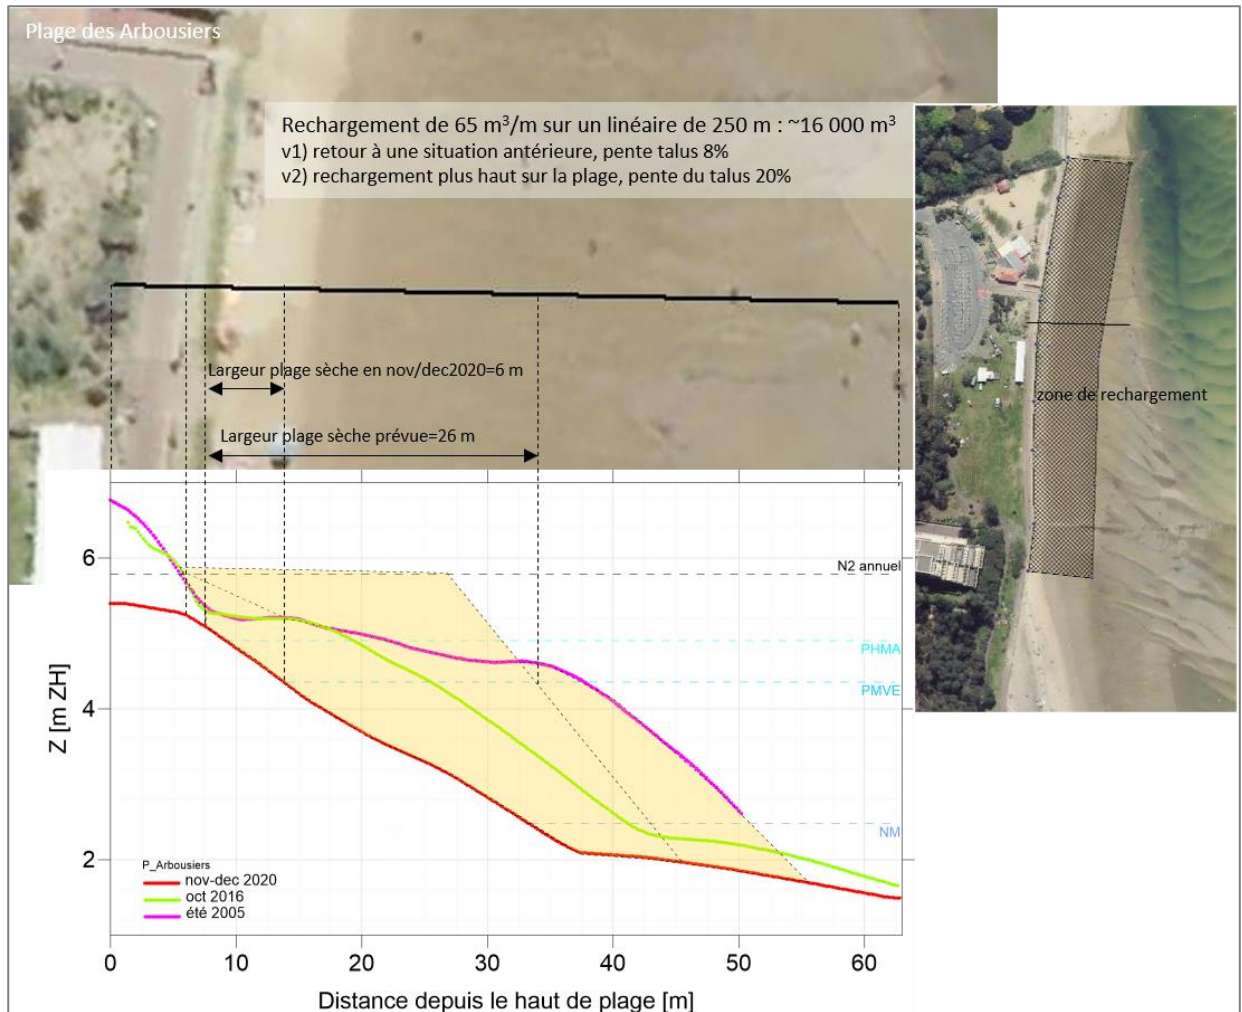 Plage des Arbousiers
Rechargement de 65 m³/m sur un linéaire de 250 m : ~16 000 m³
v1) retour à une situation antérieure, pente talus 8%
v2) rechargement plus haut sur la plage, pente du talus 20%
Largeur plage sèche en nov/dec2020=6 m
Largeur plage sèche prévue=26 m
zone de rechargement
N2 annuel
PHMA
PMVE
NM
Z [m ZH]
6
4
2
P_Arbousiers
nov-dec 2020
oct 2016
été 2005
0 10 20 30 40 50 60
Distance depuis le haut de plage [m]